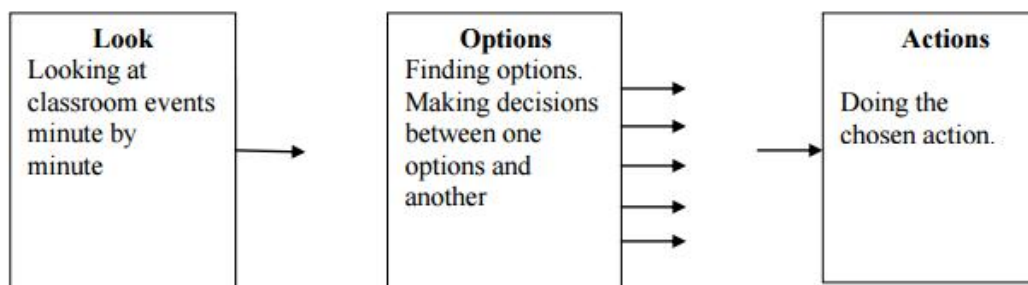 Look
Looking at
classroom events
minute by
minute
Options
Finding options.
Making decisions
between one
options and
another
Actions
Doing the
chosen action.